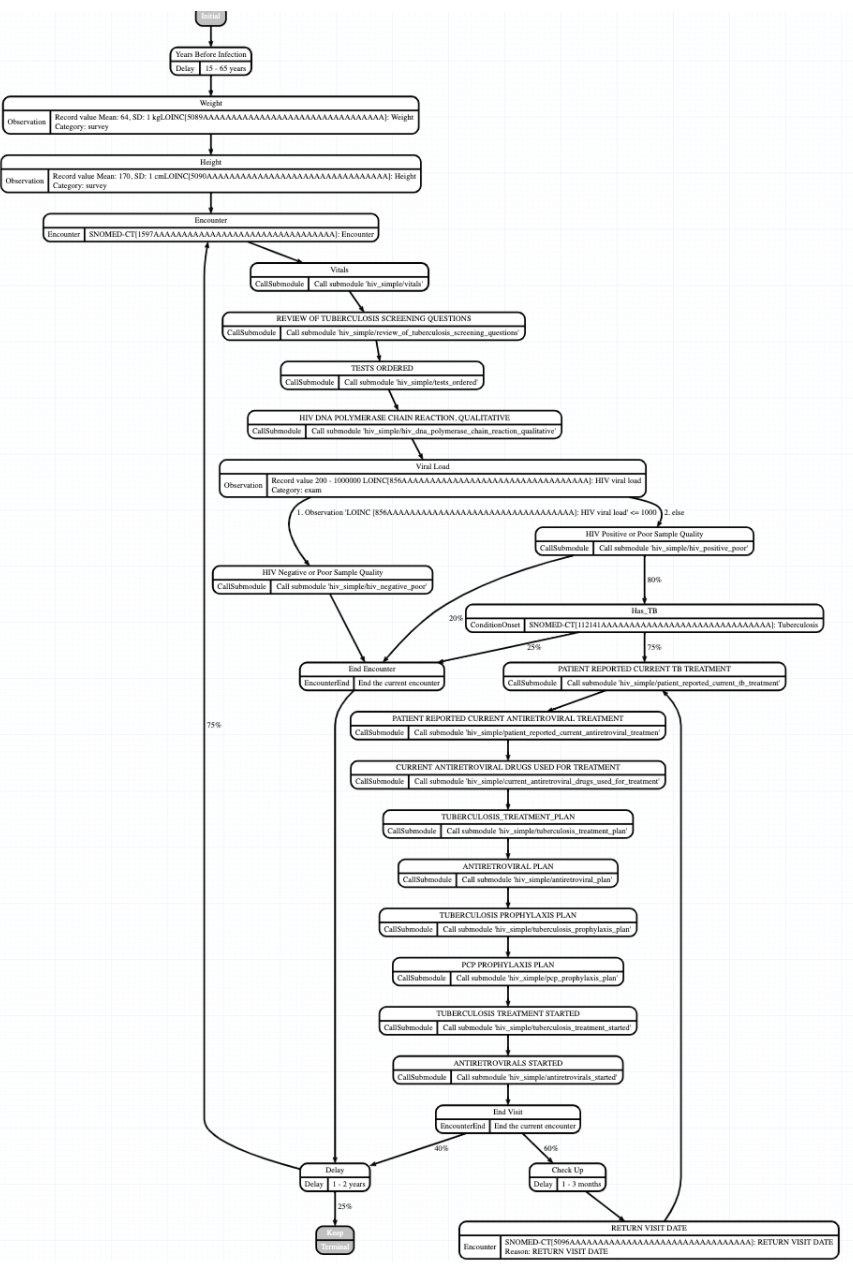 Initial
Years Before Infection
Delay 15 - 65 years
Weight
Observation Record value Mean: 64, SD: 1 kgLOINC[5089AAAAAAAAAAAAAAAAAAAAAAAAAAAAAAAA]: Weight
Category: survey
Height
Observation Record value Mean: 170, SD: 1 cmLOINC[5090AAAAAAAAAAAAAAAAAAAAAAAAAAAAAAAA]: Height
Category: survey
Encounter
Encounter SNOMED-CT[1597AAAAAAAAAAAAAAAAAAAAAAAAAAAAAAAA]: Encounter
Vitals
CallSubmodule Call submodule 'hiv_simple/vitals'
REVIEW OF TUBERCULOSIS SCREENING QUESTIONS
CallSubmodule Call submodule 'hiv_simple/review_of_tuberculosis_screening_questions'
TESTS ORDERED
CallSubmodule Call submodule 'hiv_simple/tests_ordered'
HIV DNA POLYMERASE CHAIN REACTION, QUALITATIVE
CallSubmodule Call submodule 'hiv_simple/hiv_dna_polymerase_chain_reaction_qualitative'
Viral Load
Observation Record value 200 - 1000000 LOINC[856AAAAAAAAAAAAAAAAAAAAAAAAAAAAAAAAA]: HIV viral load
Category: exam
1. Observation 'LOINC [856AAAAAAAAAAAAAAAAAAAAAAAAAAAAAAAAA]: HIV viral load' <= 1000
2. else
HIV Positive or Poor Sample Quality
CallSubmodule Call submodule 'hiv_simple/hiv_positive_poor'
HIV Negative or Poor Sample Quality
CallSubmodule Call submodule 'hiv_simple/hiv_negative_poor'
80%
20%
Has_TB
ConditionOnset SNOMED-CT[112141AAAAAAAAAAAAAAAAAAAAAAAAAAAAAA]: Tuberculosis
25%
75%
End Encounter
EncounterEnd End the current encounter
PATIENT REPORTED CURRENT TB TREATMENT
CallSubmodule Call submodule 'hiv_simple/patient_reported_current_tb_treatment'
75%
PATIENT REPORTED CURRENT ANTIRETROVIRAL TREATMENT
CallSubmodule Call submodule 'hiv_simple/patient_reported_current_antiretroviral_treatmen'
CURRENT ANTIRETROVIRAL DRUGS USED FOR TREATMENT
CallSubmodule Call submodule 'hiv_simple/current_antiretroviral_drugs_used_for_treatment'
TUBERCULOSIS_TREATMENT_PLAN
CallSubmodule Call submodule 'hiv_simple/tuberculosis_treatment_plan'
ANTIRETROVIRAL PLAN
CallSubmodule Call submodule 'hiv_simple/antiretroviral_plan'
TUBERCULOSIS PROPHYLAXIS PLAN
CallSubmodule Call submodule 'hiv_simple/tuberculosis_prophylaxis_plan'
PCP PROPHYLAXIS PLAN
CallSubmodule Call submodule 'hiv_simple/pcp_prophylaxis_plan'
TUBERCULOSIS TREATMENT STARTED
CallSubmodule Call submodule 'hiv_simple/tuberculosis_treatment_started'
ANTIRETROVIRALS STARTED
CallSubmodule Call submodule 'hiv_simple/antiretrovirals_started'
End Visit
EncounterEnd End the current encounter
40%
60%
Delay
Delay 1 - 2 years
Check Up
Delay 1 - 3 months
25%
Keep
Terminal
RETURN VISIT DATE
Encounter SNOMED-CT[5096AAAAAAAAAAAAAAAAAAAAAAAAAAAAAAAA]: RETURN VISIT DATE
Reason: RETURN VISIT DATE